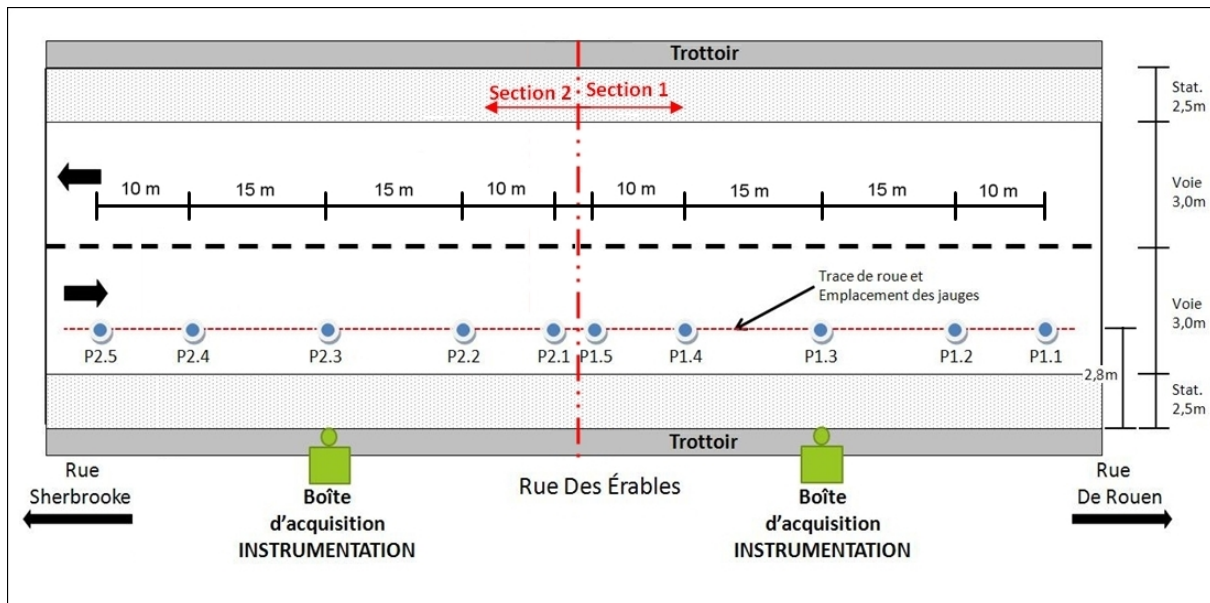 Trottoir
Section 2 Section 1
Stat.
2,5m
10 m 15 m 15 m 10 m 10 m 15 m 15 m 10 m
Voie
3,0m
Trace de roue et
Emplacement des jauges
Voie
3,0m
P2.5 P2.4 P2.3 P2.2 P2.1 P1.5 P1.4 P1.3 P1.2 P1.1
2,8m
Stat.
2,5m
Trottoir
Rue
Sherbrooke
Boîte
d'acquisition
INSTRUMENTATION
Rue Des Érables
Boîte
d'acquisition
INSTRUMENTATION
Rue
De Rouen